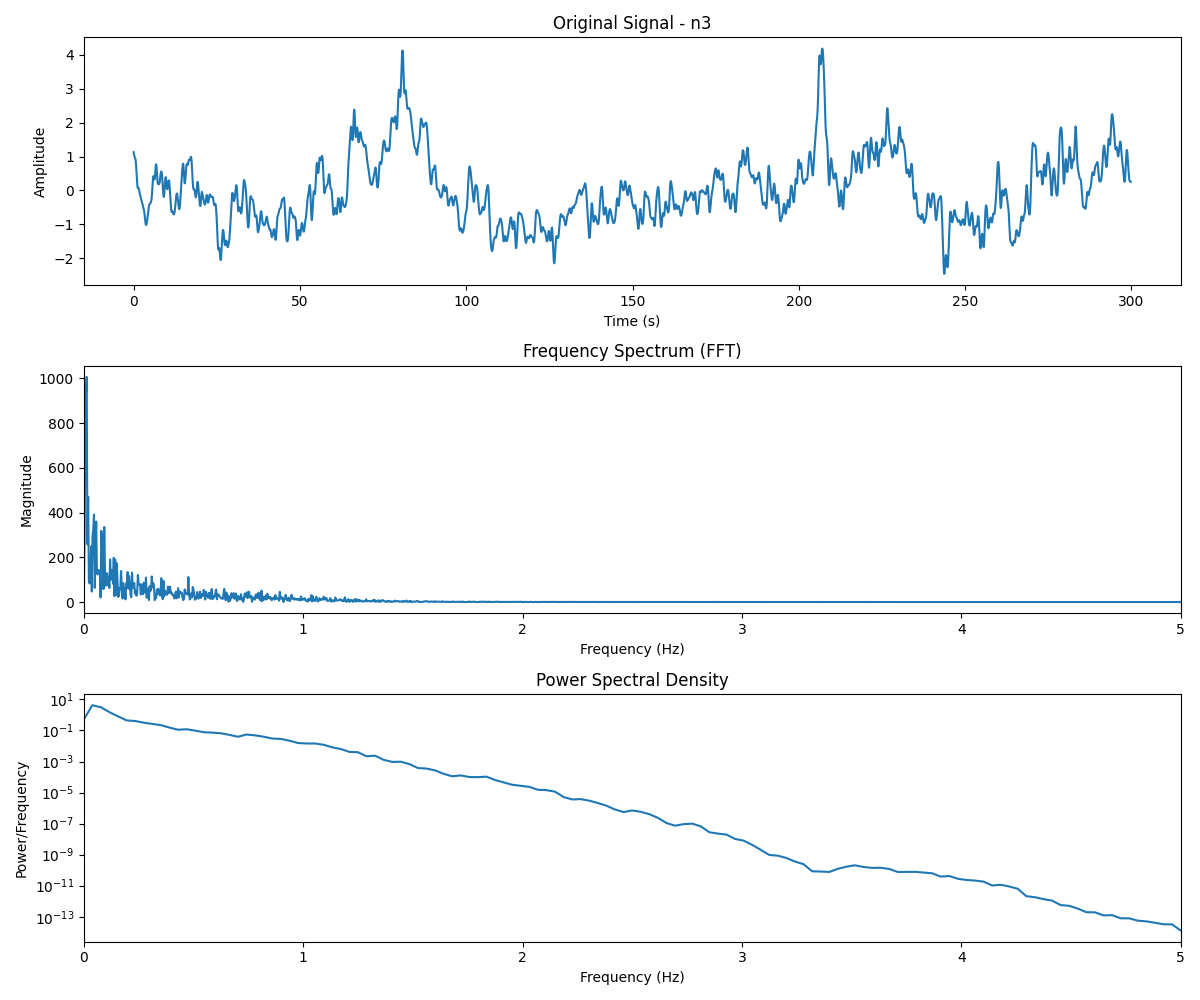 Original Signal - n3
Amplitude
4
3
2
1
0
−1
−2
0 50 100 150 200 250 300
Time (s)
Frequency Spectrum (FFT)
Magnitude
1000
800
600
400
200
0
0 1 2 3 4 5
Frequency (Hz)
Power Spectral Density
Power/Frequency
10¹
10⁻¹
10⁻³
10⁻⁵
10⁻⁷
10⁻⁹
10⁻¹¹
10⁻¹³
0 1 2 3 4 5
Frequency (Hz)